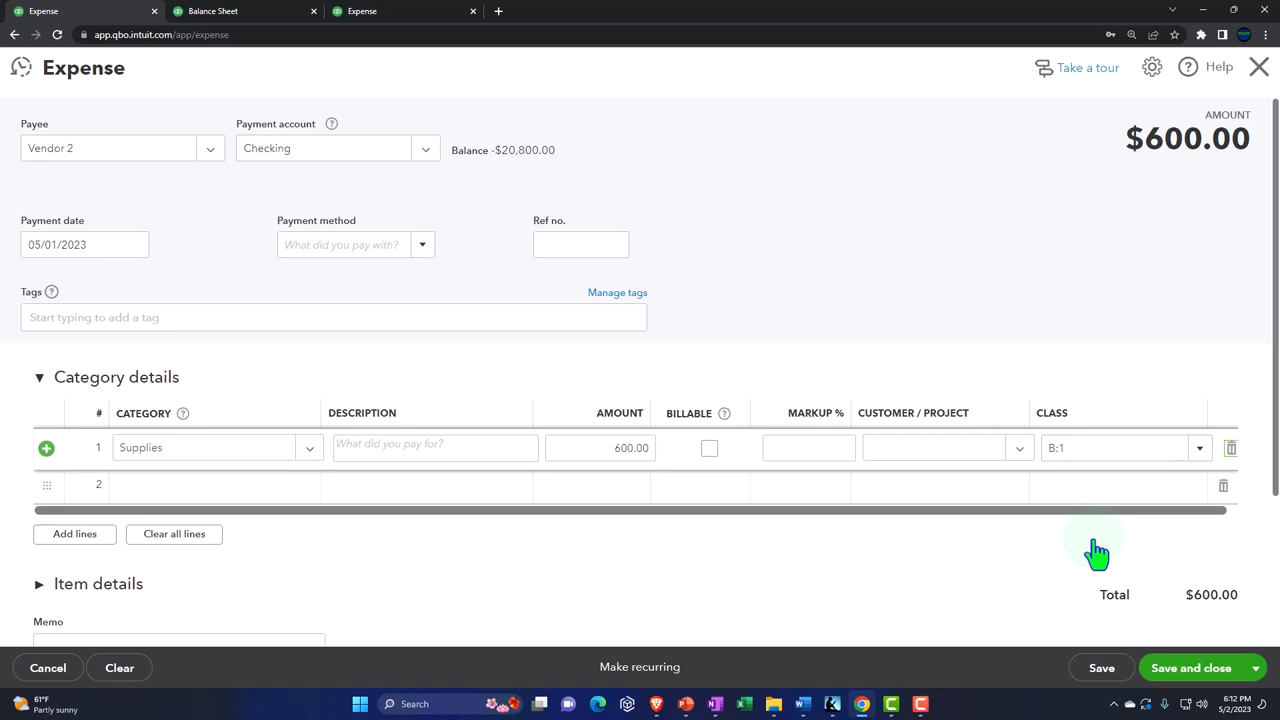 Expense
Balance Sheet
Expense
app.qbo.intuit.com/app/expense
Expense
Take a tour
Help
Payee
Payment account
AMOUNT
$600.00
Vendor 2
Checking
Balance -$20,800.00
Payment date
Payment method
Ref no.
05/01/2023
What did you pay with?
Tags
Manage tags
Start typing to add a tag
Category details
# CATEGORY DESCRIPTION AMOUNT BILLABLE MARKUP % CUSTOMER / PROJECT CLASS
1 Supplies What did you pay for? 600.00 B:1
2
Add lines
Clear all lines
Item details
Total $600.00
Memo
Cancel
Clear
Make recurring
Save
Save and close
61°F
Partly sunny
Search
6:12 PM
5/2/2023